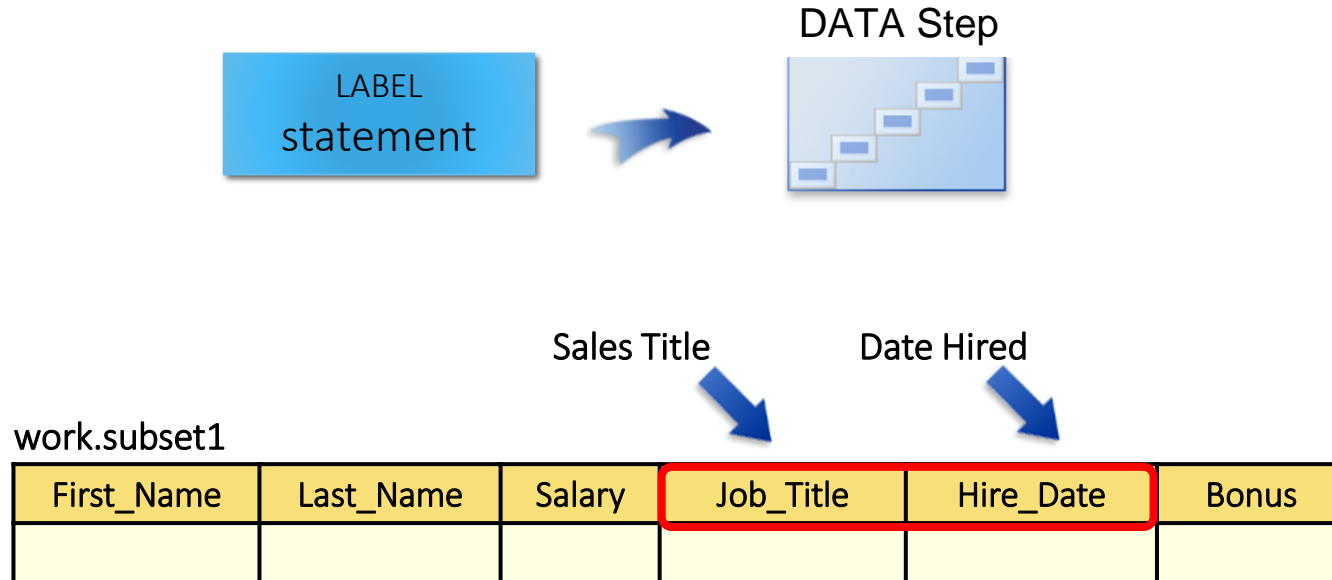 DATA Step
LABEL
statement
Sales Title Date Hired
work.subset1
First_Name Last_Name Salary Job_Title Hire_Date Bonus